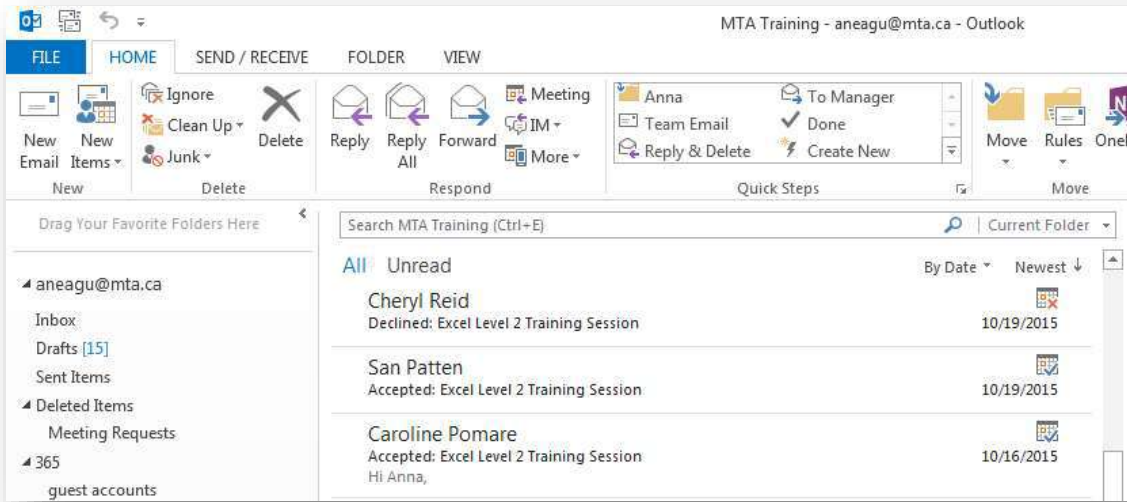 MTA Training - aneagu@mta.ca - Outlook
FILE HOME SEND / RECEIVE FOLDER VIEW
New Email
New Items
Ignore
Clean Up
Junk
Delete
Reply
Reply All
Forward
Meeting
IM
More
Anna
Team Email
Reply & Delete
To Manager
Done
Create New
Move
Rules
New Delete Respond Quick Steps Move
Drag Your Favorite Folders Here
Search MTA Training (Ctrl+E) Current Folder
aneagu@mta.ca
Inbox
Drafts [15]
Sent Items
Deleted Items
Meeting Requests
365
guest accounts
All Unread By Date Newest
Cheryl Reid
Declined: Excel Level 2 Training Session 10/19/2015
San Patten
Accepted: Excel Level 2 Training Session 10/19/2015
Caroline Pomare
Accepted: Excel Level 2 Training Session 10/16/2015
Hi Anna,